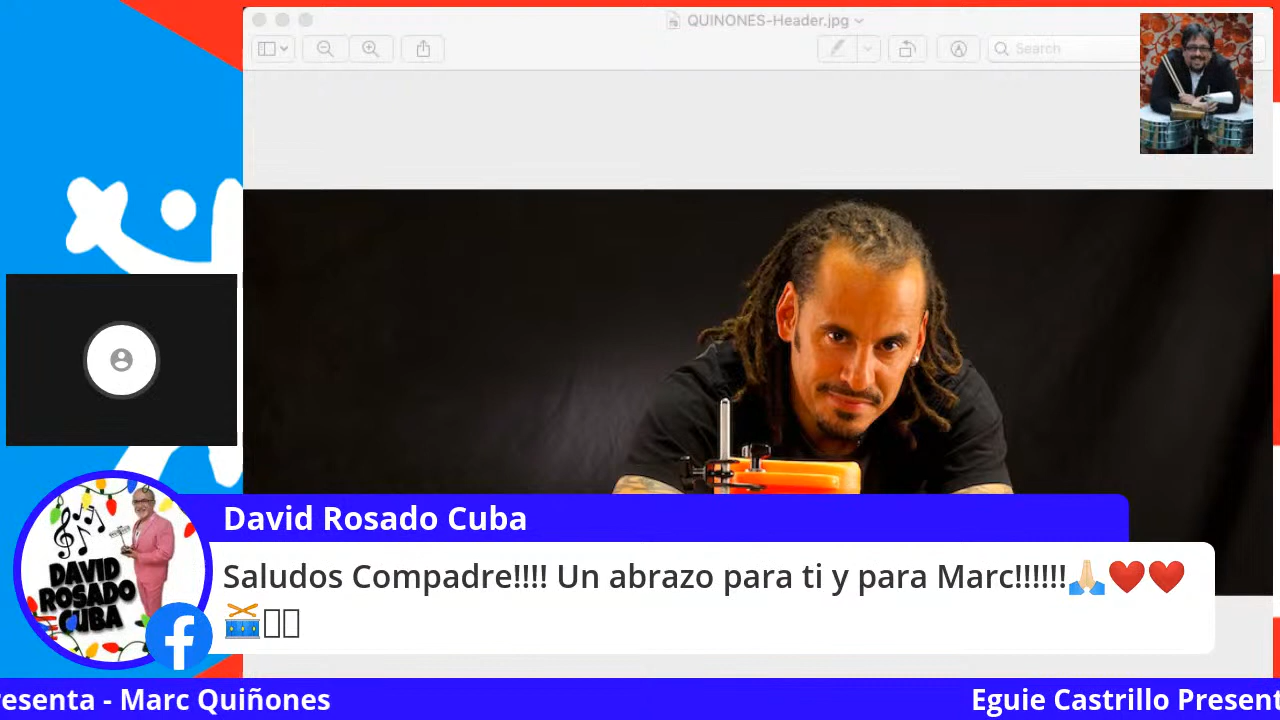 QUINONES-Header.jpg
Search
David Rosado Cuba
Saludos Compadre!!!! Un abrazo para ti y para Marc!!!!!!🙏🏼❤️❤️
🥁
DAVID
ROSADO
CUBA
resenta - Marc Quiñones
Eguie Castrillo Present